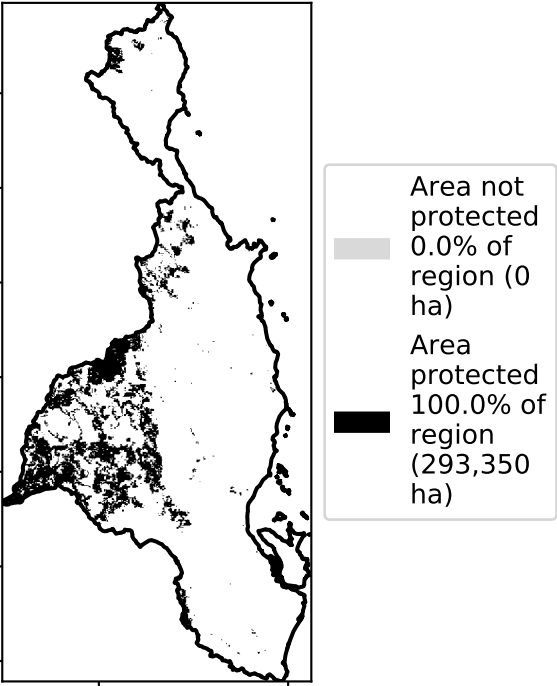 Area not
protected
0.0% of
region (0
ha)
Area
protected
100.0% of
region
(293,350
ha)